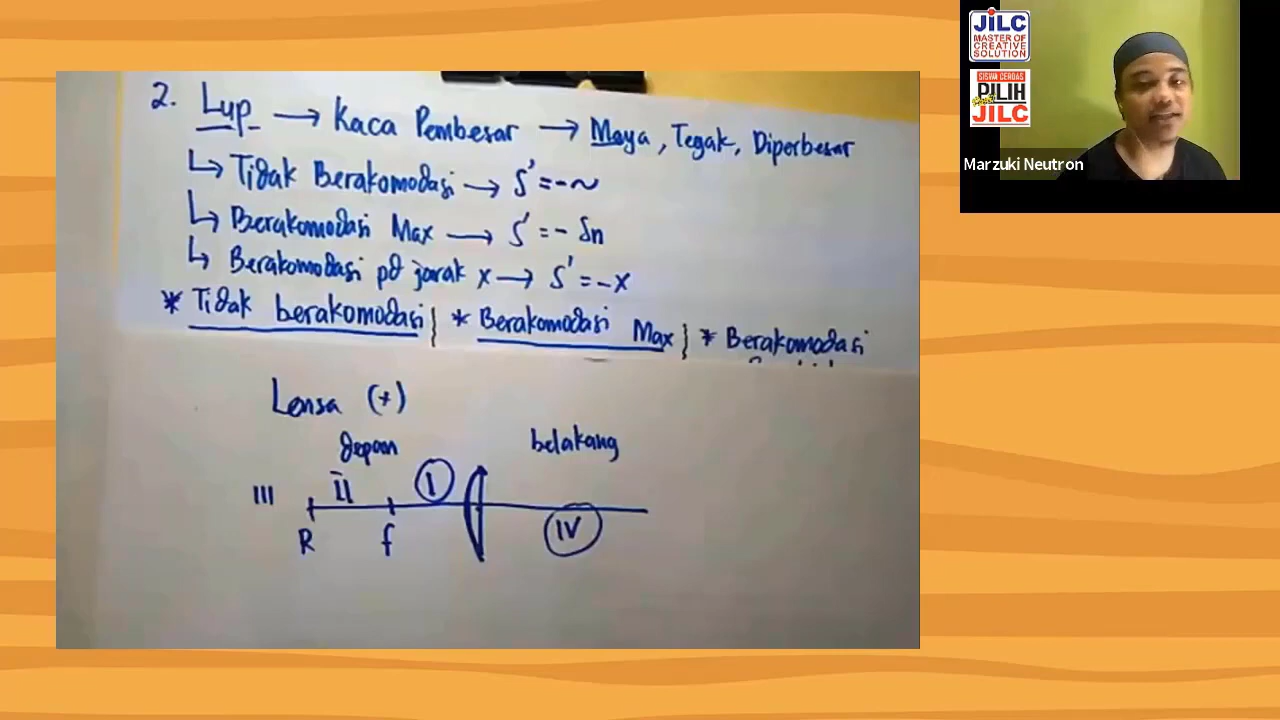 2. Lup → Kaca Pembesar → Maya, Tegak, Diperbesar
↳ Tidak Berakomodasi → S' = -~
↳ Berakomodasi Max → S' = - Sn
↳ Berakomodasi pd jarak x → S' = -x
* Tidak berakomodasi} * Berakomodasi Max} * Berakomodasi
Lensa (+)
depan belakang
III II I
R f IV
JILC
MASTER OF
CREATIVE
SOLUTION
SISWA CERDAS
PILIH
JILC
Marzuki Neutron